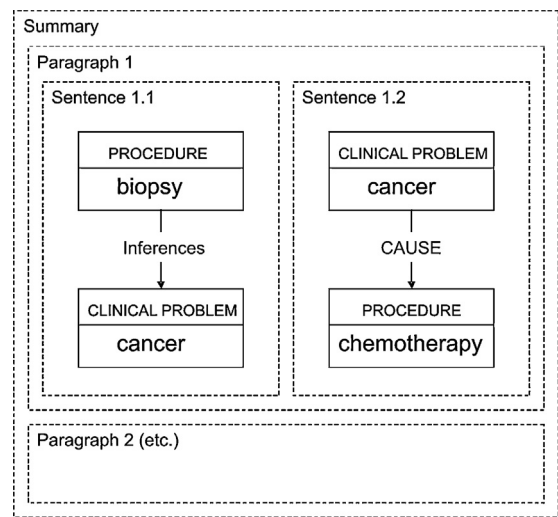 Summary
Paragraph 1
Sentence 1.1
PROCEDURE
biopsy
Inferences
CLINICAL PROBLEM
cancer
Sentence 1.2
CLINICAL PROBLEM
cancer
CAUSE
PROCEDURE
chemotherapy
Paragraph 2 (etc.)